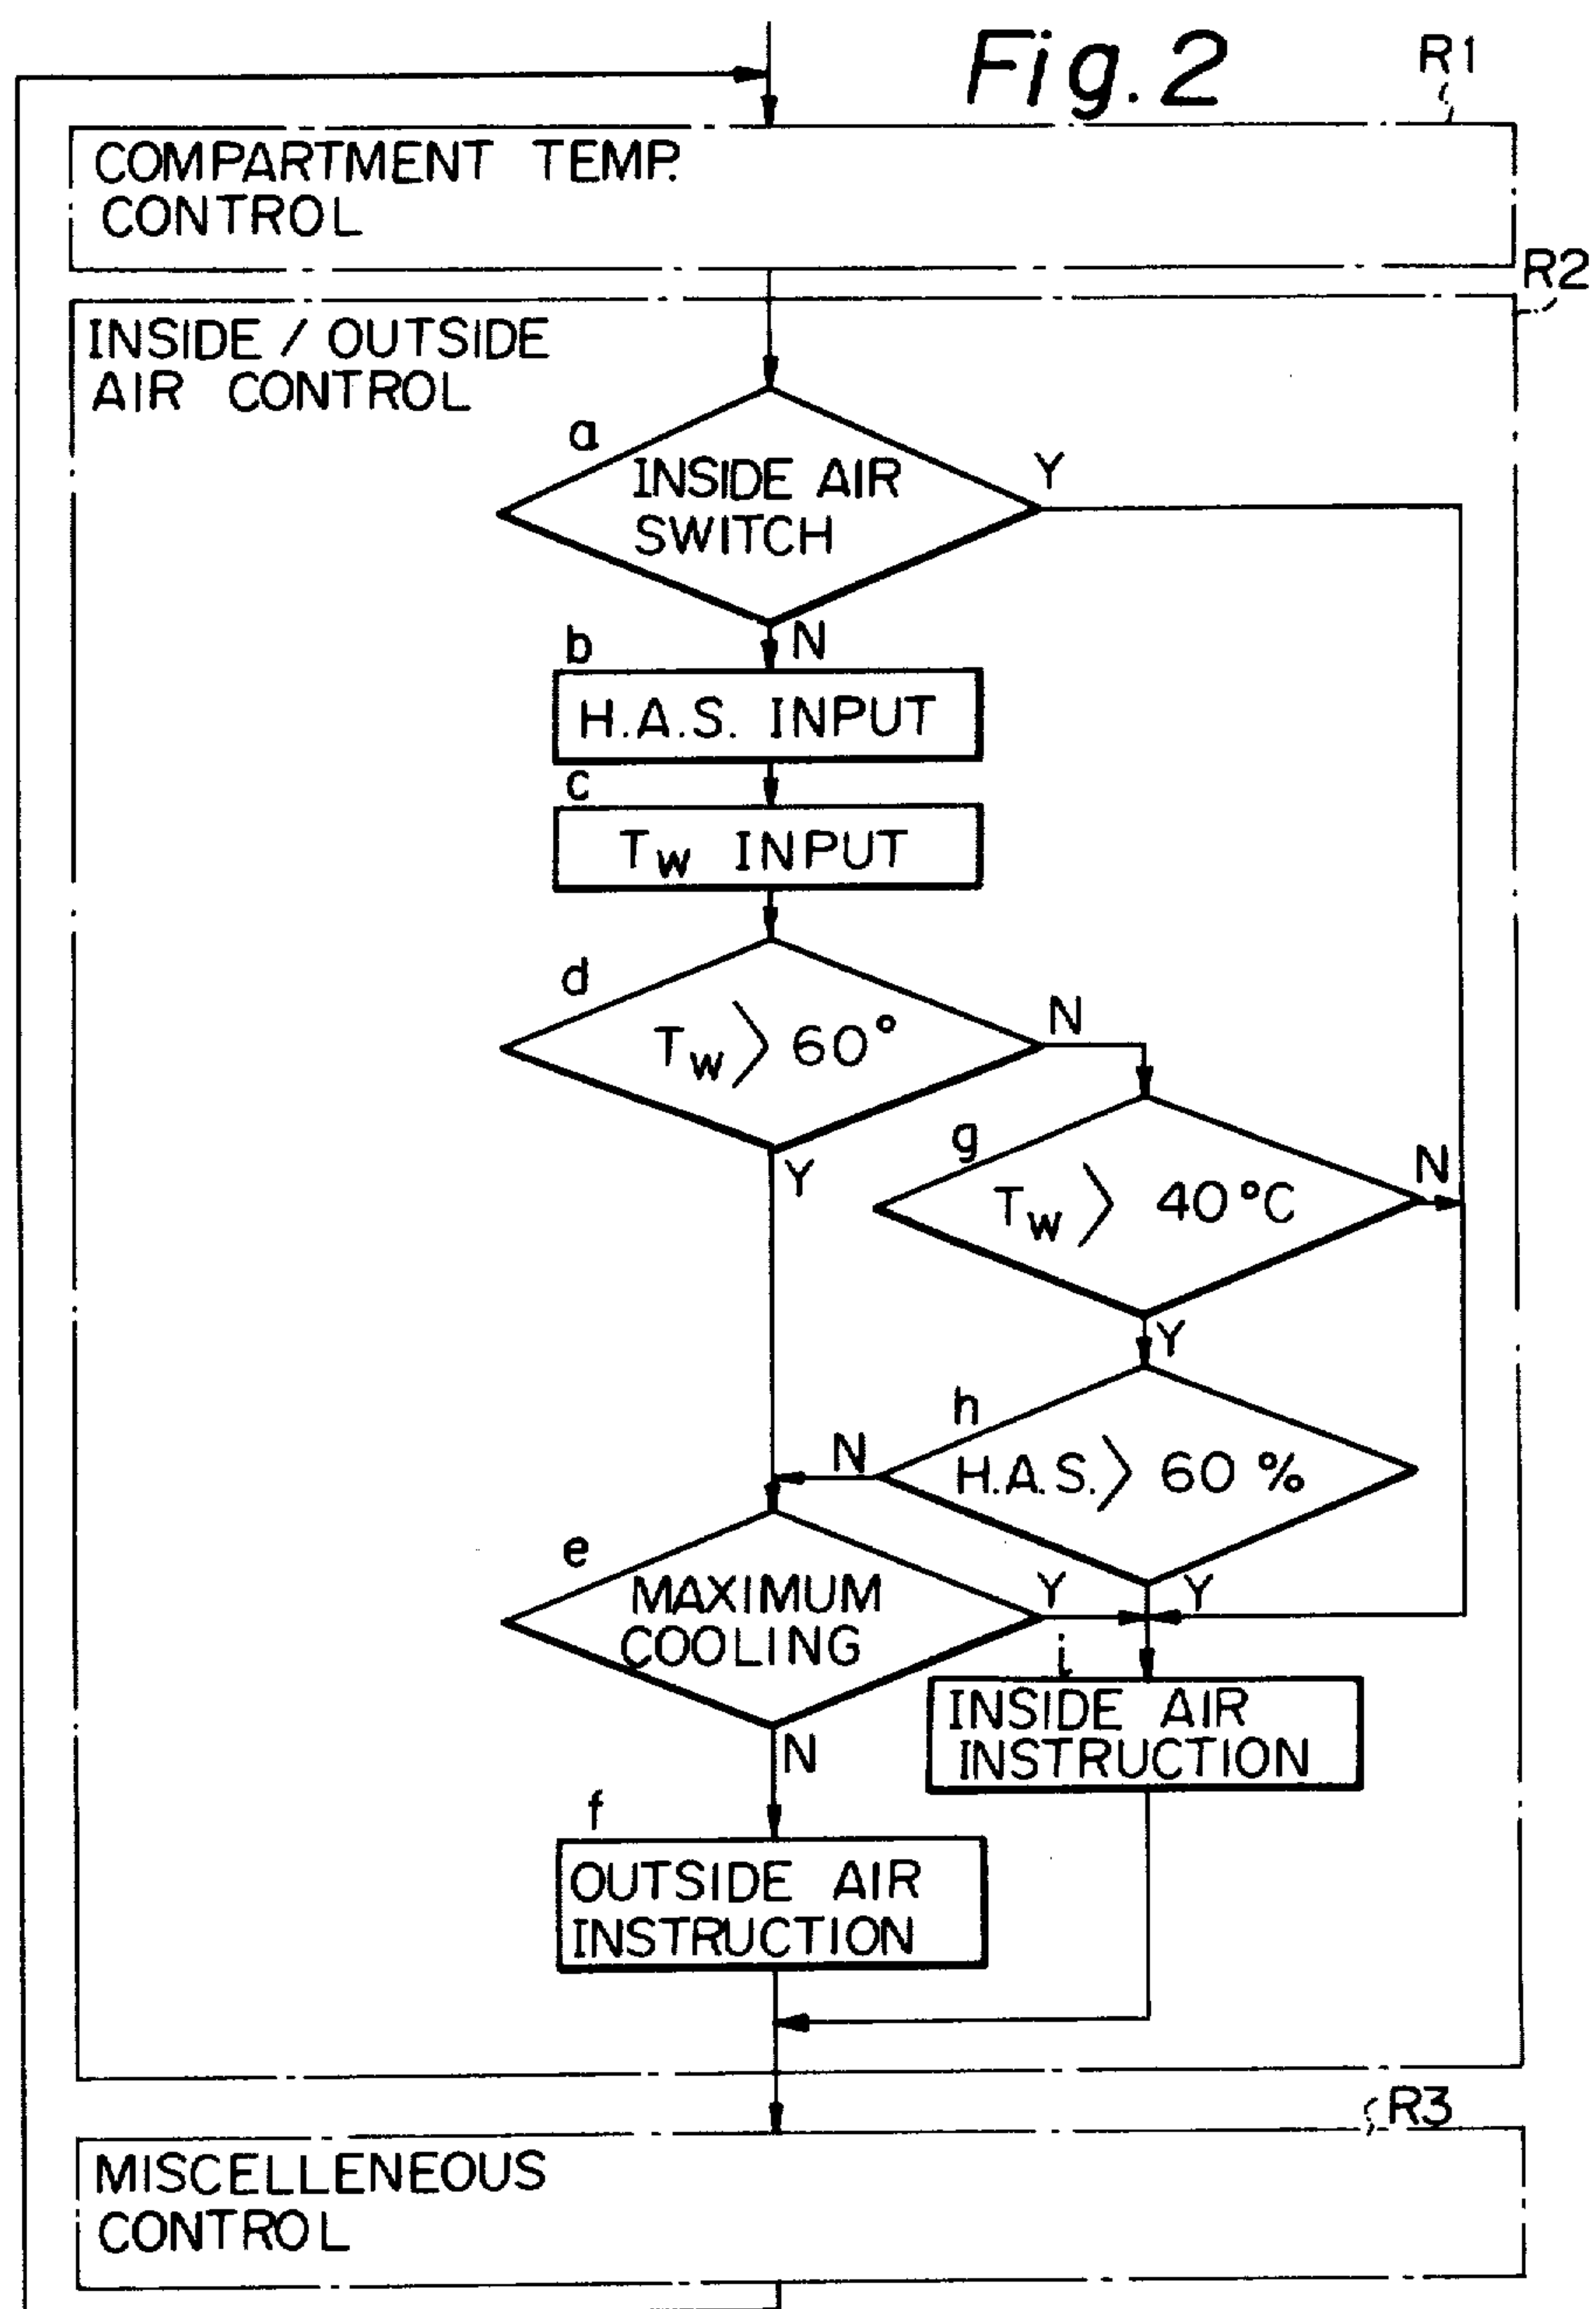 Fig.2
R1
COMPARTMENT TEMP.
CONTROL
R2
INSIDE / OUTSIDE
AIR CONTROL
a
INSIDE AIR
SWITCH
Y
N
b
H.A.S. INPUT
c
Tw INPUT
d
Tw > 60°
N
Y
g
Tw > 40°C
N
Y
h
H.A.S. > 60 %
N
Y
e
MAXIMUM
COOLING
Y
N
i
INSIDE AIR
INSTRUCTION
f
OUTSIDE AIR
INSTRUCTION
R3
MISCELLENEOUS
CONTROL